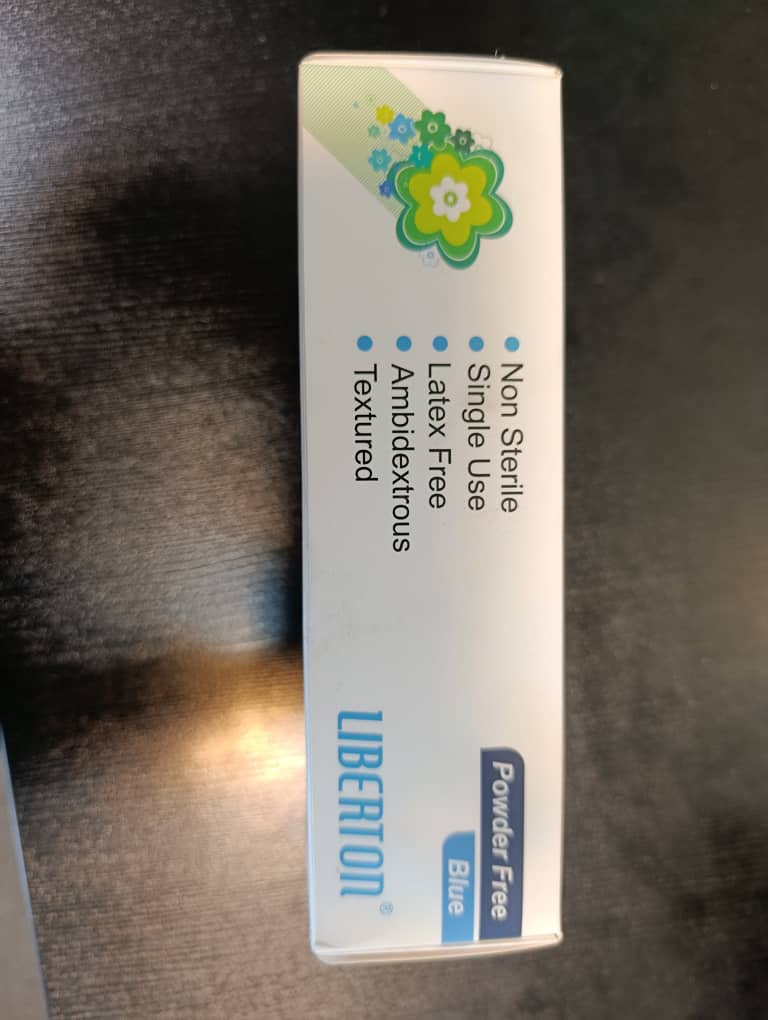 Powder Free
Blue
• Non Sterile
• Single Use
• Latex Free
• Ambidextrous
• Textured
LIBERTON®